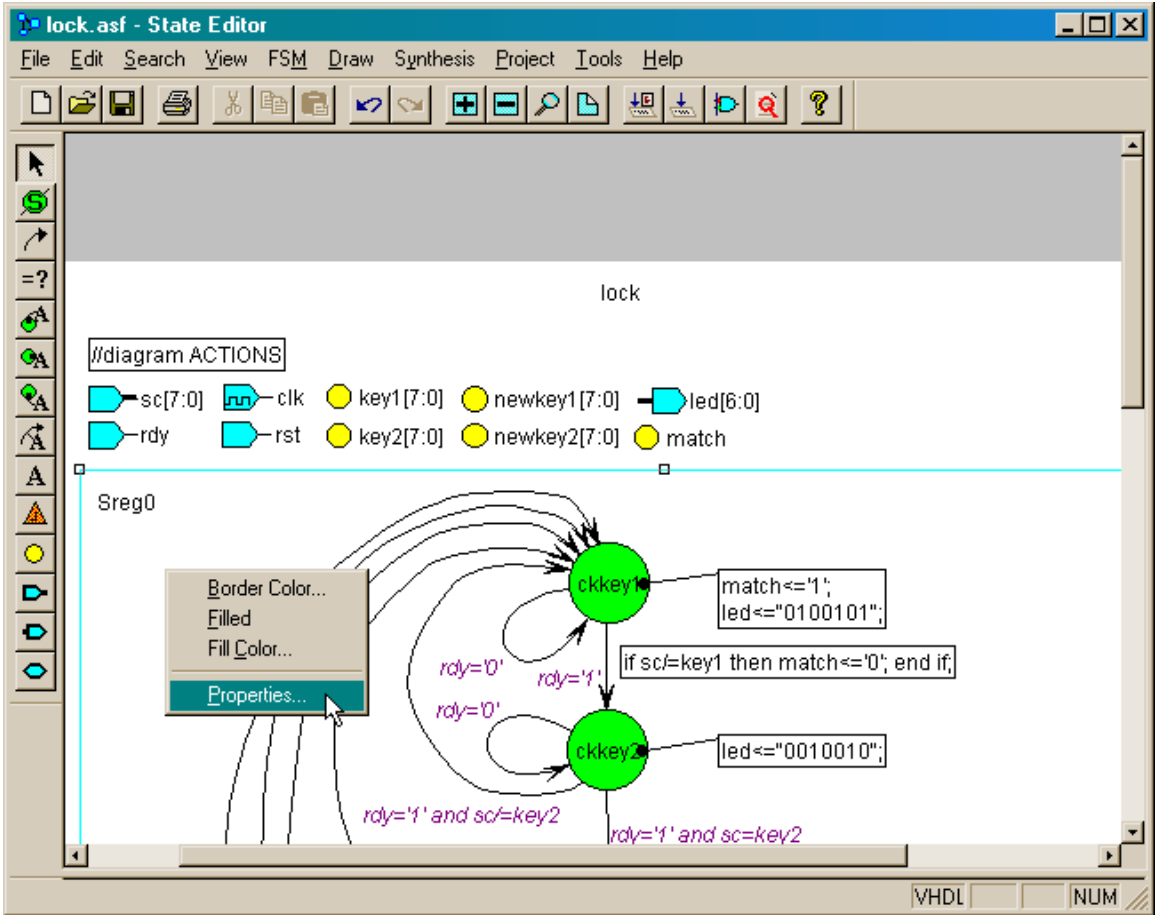 lock.asf - State Editor
File Edit Search View FSM Draw Synthesis Project Tools Help
=?
lock
//diagram ACTIONS
sc[7:0] clk key1[7:0] newkey1[7:0] led[6:0]
rdy rst key2[7:0] newkey2[7:0] match
Sreg0
ckkey1
match<='1';
led<="0100101";
Border Color...
Filled
Fill Color...
Properties...
rdy='0'
rdy='1'
if sc/=key1 then match<='0'; end if;
rdy='0'
ckkey2
led<="0010010";
rdy='1' and sc/=key2
rdy='1' and sc=key2
VHDL NUM